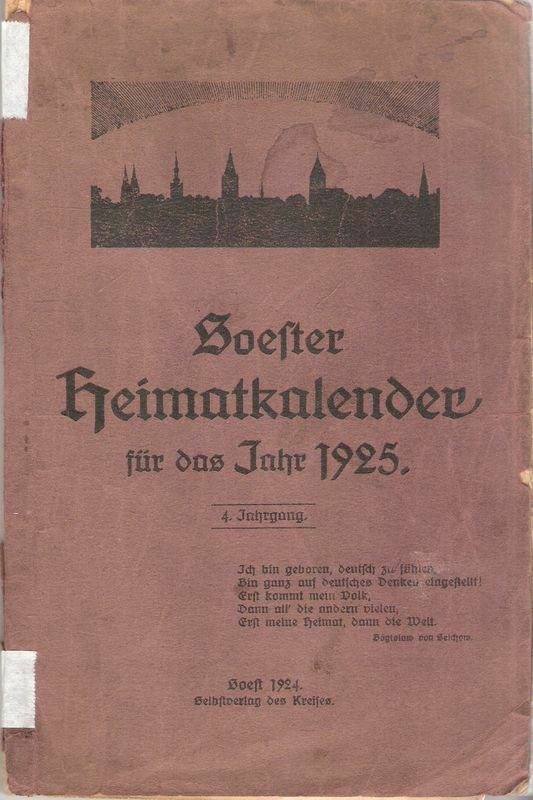 Soester
Heimatkalender
für das Jahr 1925.
4. Jahrgang.
Ich bin geboren, deutsch zu fühlen,
Bin ganz auf deutsches Denken eingestellt!
Erst kommt mein Volk,
Dann all' die andern vielen,
Erst meine Heimat, dann die Welt.
Bogislaw von Selchow.
Soest 1924.
Selbstverlag des Kreises.